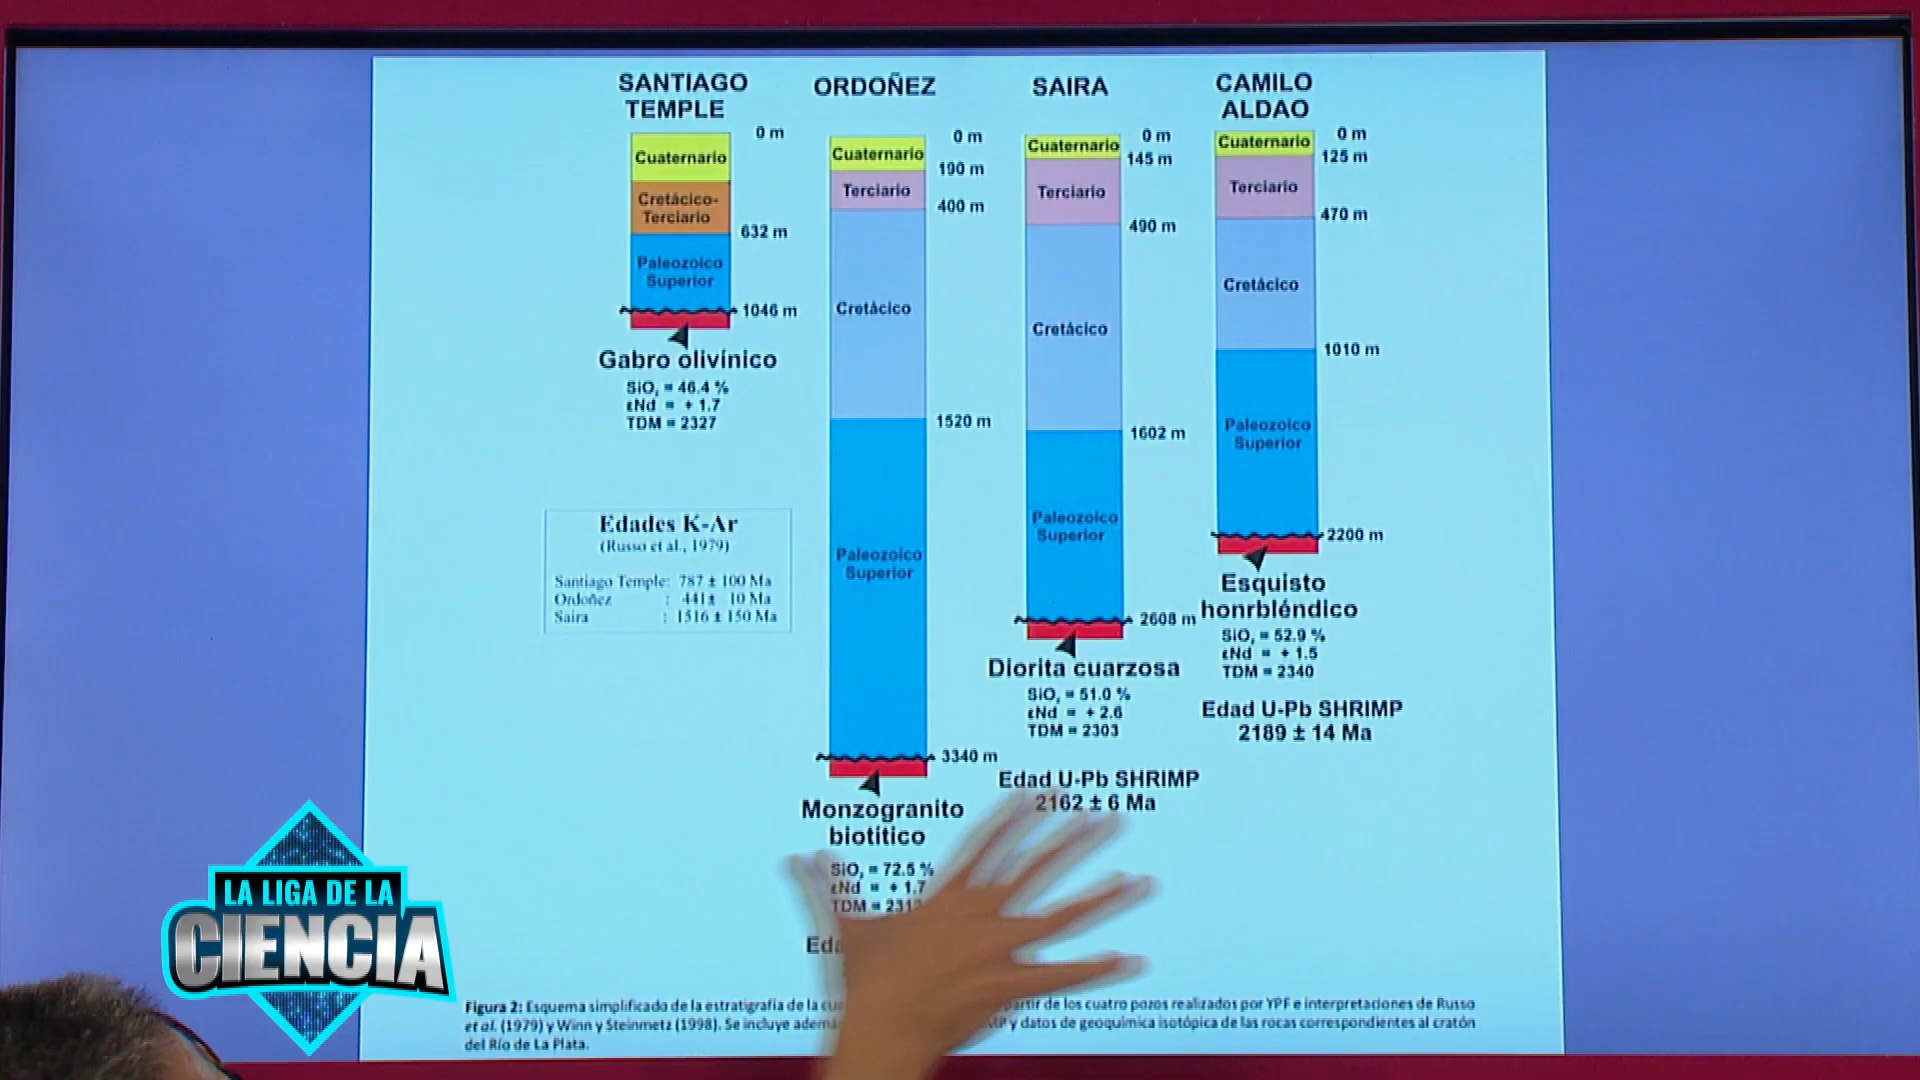 SANTIAGO
TEMPLE
0 m
Cuaternario
Cretácico-
Terciario
632 m
Paleozoico
Superior
1046 m
Gabro olivínico
SiO₂ = 46.4 %
εNd = + 1.7
TDM = 2327
Edades K-Ar
(Russo et al., 1979)
Santiago Temple: 787 ± 100 Ma
Ordoñez : 441± 10 Ma
Saira : 1516 ± 150 Ma
ORDOÑEZ
0 m
Cuaternario
190 m
Terciario
400 m
Cretácico
1520 m
Paleozoico
Superior
3340 m
Monzogranito
biotítico
SiO₂ = 72.5 %
εNd = + 1.7
TDM =
SAIRA
0 m
Cuaternario
145 m
Terciario
490 m
Cretácico
1602 m
Paleozoico
Superior
2608 m
Diorita cuarzosa
SiO₂ = 51.0 %
εNd = + 2.6
TDM = 2303
Edad U-Pb SHRIMP
2162 ± 6 Ma
CAMILO
ALDAO
0 m
Cuaternario
125 m
Terciario
470 m
Cretácico
1010 m
Paleozoico
Superior
2200 m
Esquisto
honrbléndico
SiO₂ = 52.9 %
εNd = + 1.5
TDM = 2340
Edad U-Pb SHRIMP
2189 ± 14 Ma
Figura 2: Esquema simplificado de la estratigrafía de la partir de los cuatro pozos realizados por YPF e interpretaciones de Russo
et al. (1979) y Winn y Steinmetz (1998). Se incluye y datos de geoquímica isotópica de las rocas correspondientes al cratón
del Río de La Plata.
LA LIGA DE LA
CIENCIA